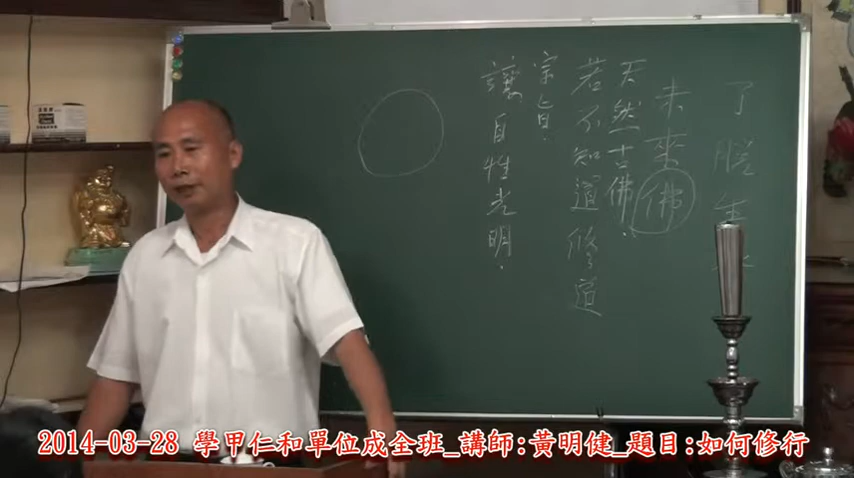 了脫生死
未來佛
天然古佛.
若不知道修道
宗旨.
讓自性光明.
2014-03-28 學甲仁和單位成全班_講師:黃明健_題目:如何修行